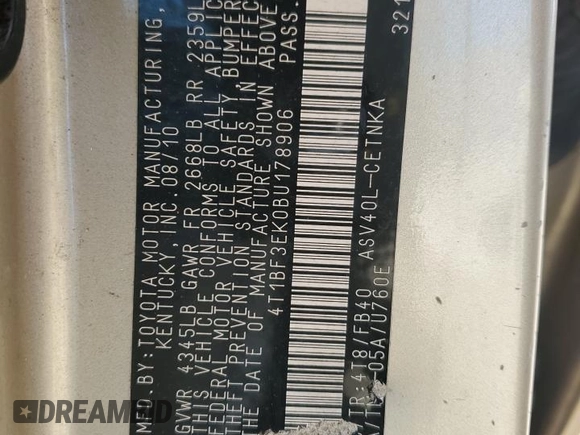 MFD BY:TOYOTA MOTOR MANUFACTURING,
KENTUCKY, INC. 08/10
GVWR 4345LB GAWR FR 2668LB RR 2359L
THIS VEHICLE CONFORMS TO ALL APPLIC
FEDERAL MOTOR VEHICLE SAFETY, BUMPER
THEFT PREVENTION STANDARDS IN EFFEC
THE DATE OF MANUFACTURE SHOWN ABOVE
4T1BF3EK0BU178906 PASS.
TR:4T8/FB40 ASV40L-CETNKA
05A/U760E
321
DREAMEID